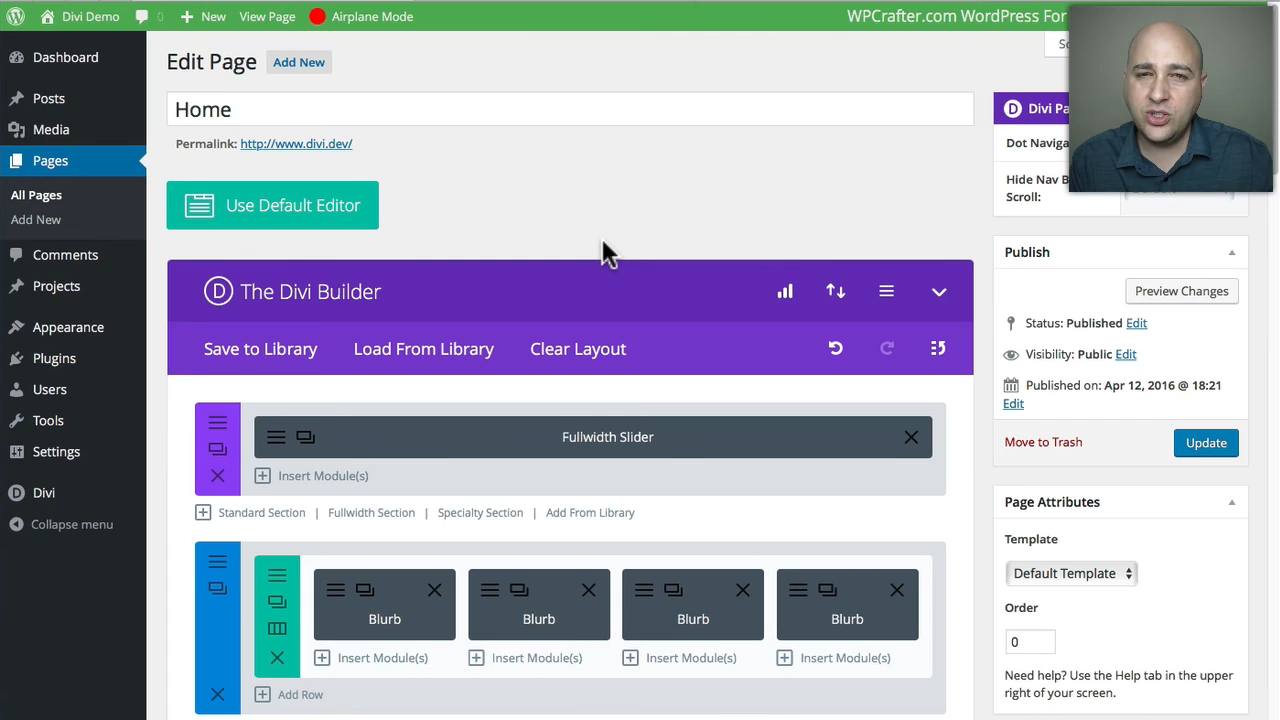 Divi Demo 0 New View Page Airplane Mode
WPCrafter.com WordPress For
Dashboard
Posts
Media
Pages
All Pages
Add New
Comments
Projects
Appearance
Plugins
Users
Tools
Settings
Divi
Collapse menu
Edit Page Add New
Home
Permalink: http://www.divi.dev/
Use Default Editor
The Divi Builder
Save to Library Load From Library Clear Layout
Fullwidth Slider
Insert Module(s)
Standard Section | Fullwidth Section | Specialty Section | Add From Library
Blurb Blurb Blurb Blurb
Insert Module(s) Insert Module(s) Insert Module(s) Insert Module(s)
Add Row
Divi
Dot
Hide Nav
Scroll:
Publish
Preview Changes
Status: Published Edit
Visibility: Public Edit
Published on: Apr 12, 2016 @ 18:21
Edit
Move to Trash Update
Page Attributes
Template
Default Template
Order
0
Need help? Use the Help tab in the upper
right of your screen.